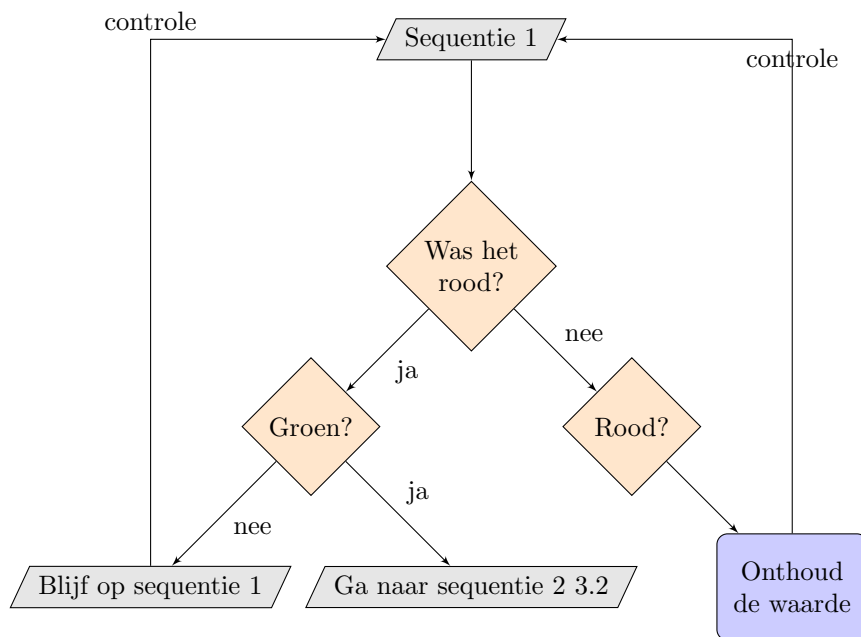 controle
Sequentie 1
controle
Was het
rood?
nee
ja
Groen?
Rood?
ja
nee
Blijf op sequentie 1
Ga naar sequentie 2 3.2
Onthoud
de waarde